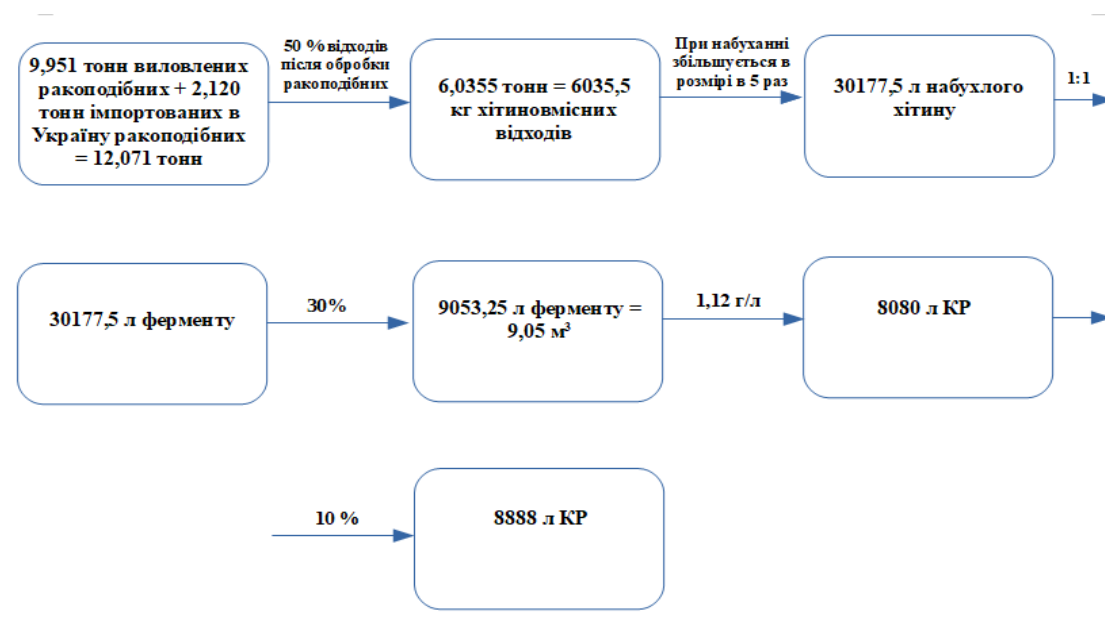 9,951 тонн виловлених
ракоподібних + 2,120
тонн імпортованих в
Україну ракоподібних
= 12,071 тонн
50 % відходів
після обробки
ракоподібних
6,0355 тонн = 6035,5
кг хітиновмісних
відходів
При набуханні
збільшується в
розмірі в 5 раз
30177,5 л набухлого
хітину
1:1
30177,5 л ферменту
30%
9053,25 л ферменту =
9,05 м³
1,12 г/л
8080 л КР
10 %
8888 л КР